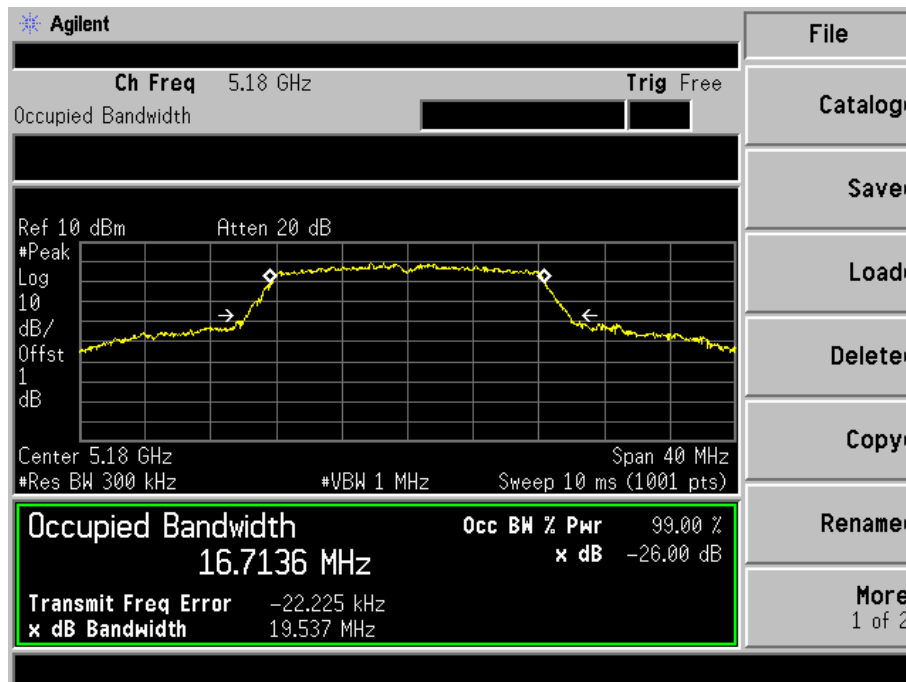 Agilent
File
Ch Freq 5.18 GHz Trig Free
Occupied Bandwidth
Catalog
Save
Ref 10 dBm Atten 20 dB
#Peak
Log
10
dB/
Offst
1
dB
Load
Delete
Copy
Center 5.18 GHz Span 40 MHz
#Res BW 300 kHz #VBW 1 MHz Sweep 10 ms (1001 pts)
Occupied Bandwidth Occ BW % Pwr 99.00 %
16.7136 MHz x dB -26.00 dB
Rename
Transmit Freq Error -22.225 kHz
x dB Bandwidth 19.537 MHz
More
1 of 2